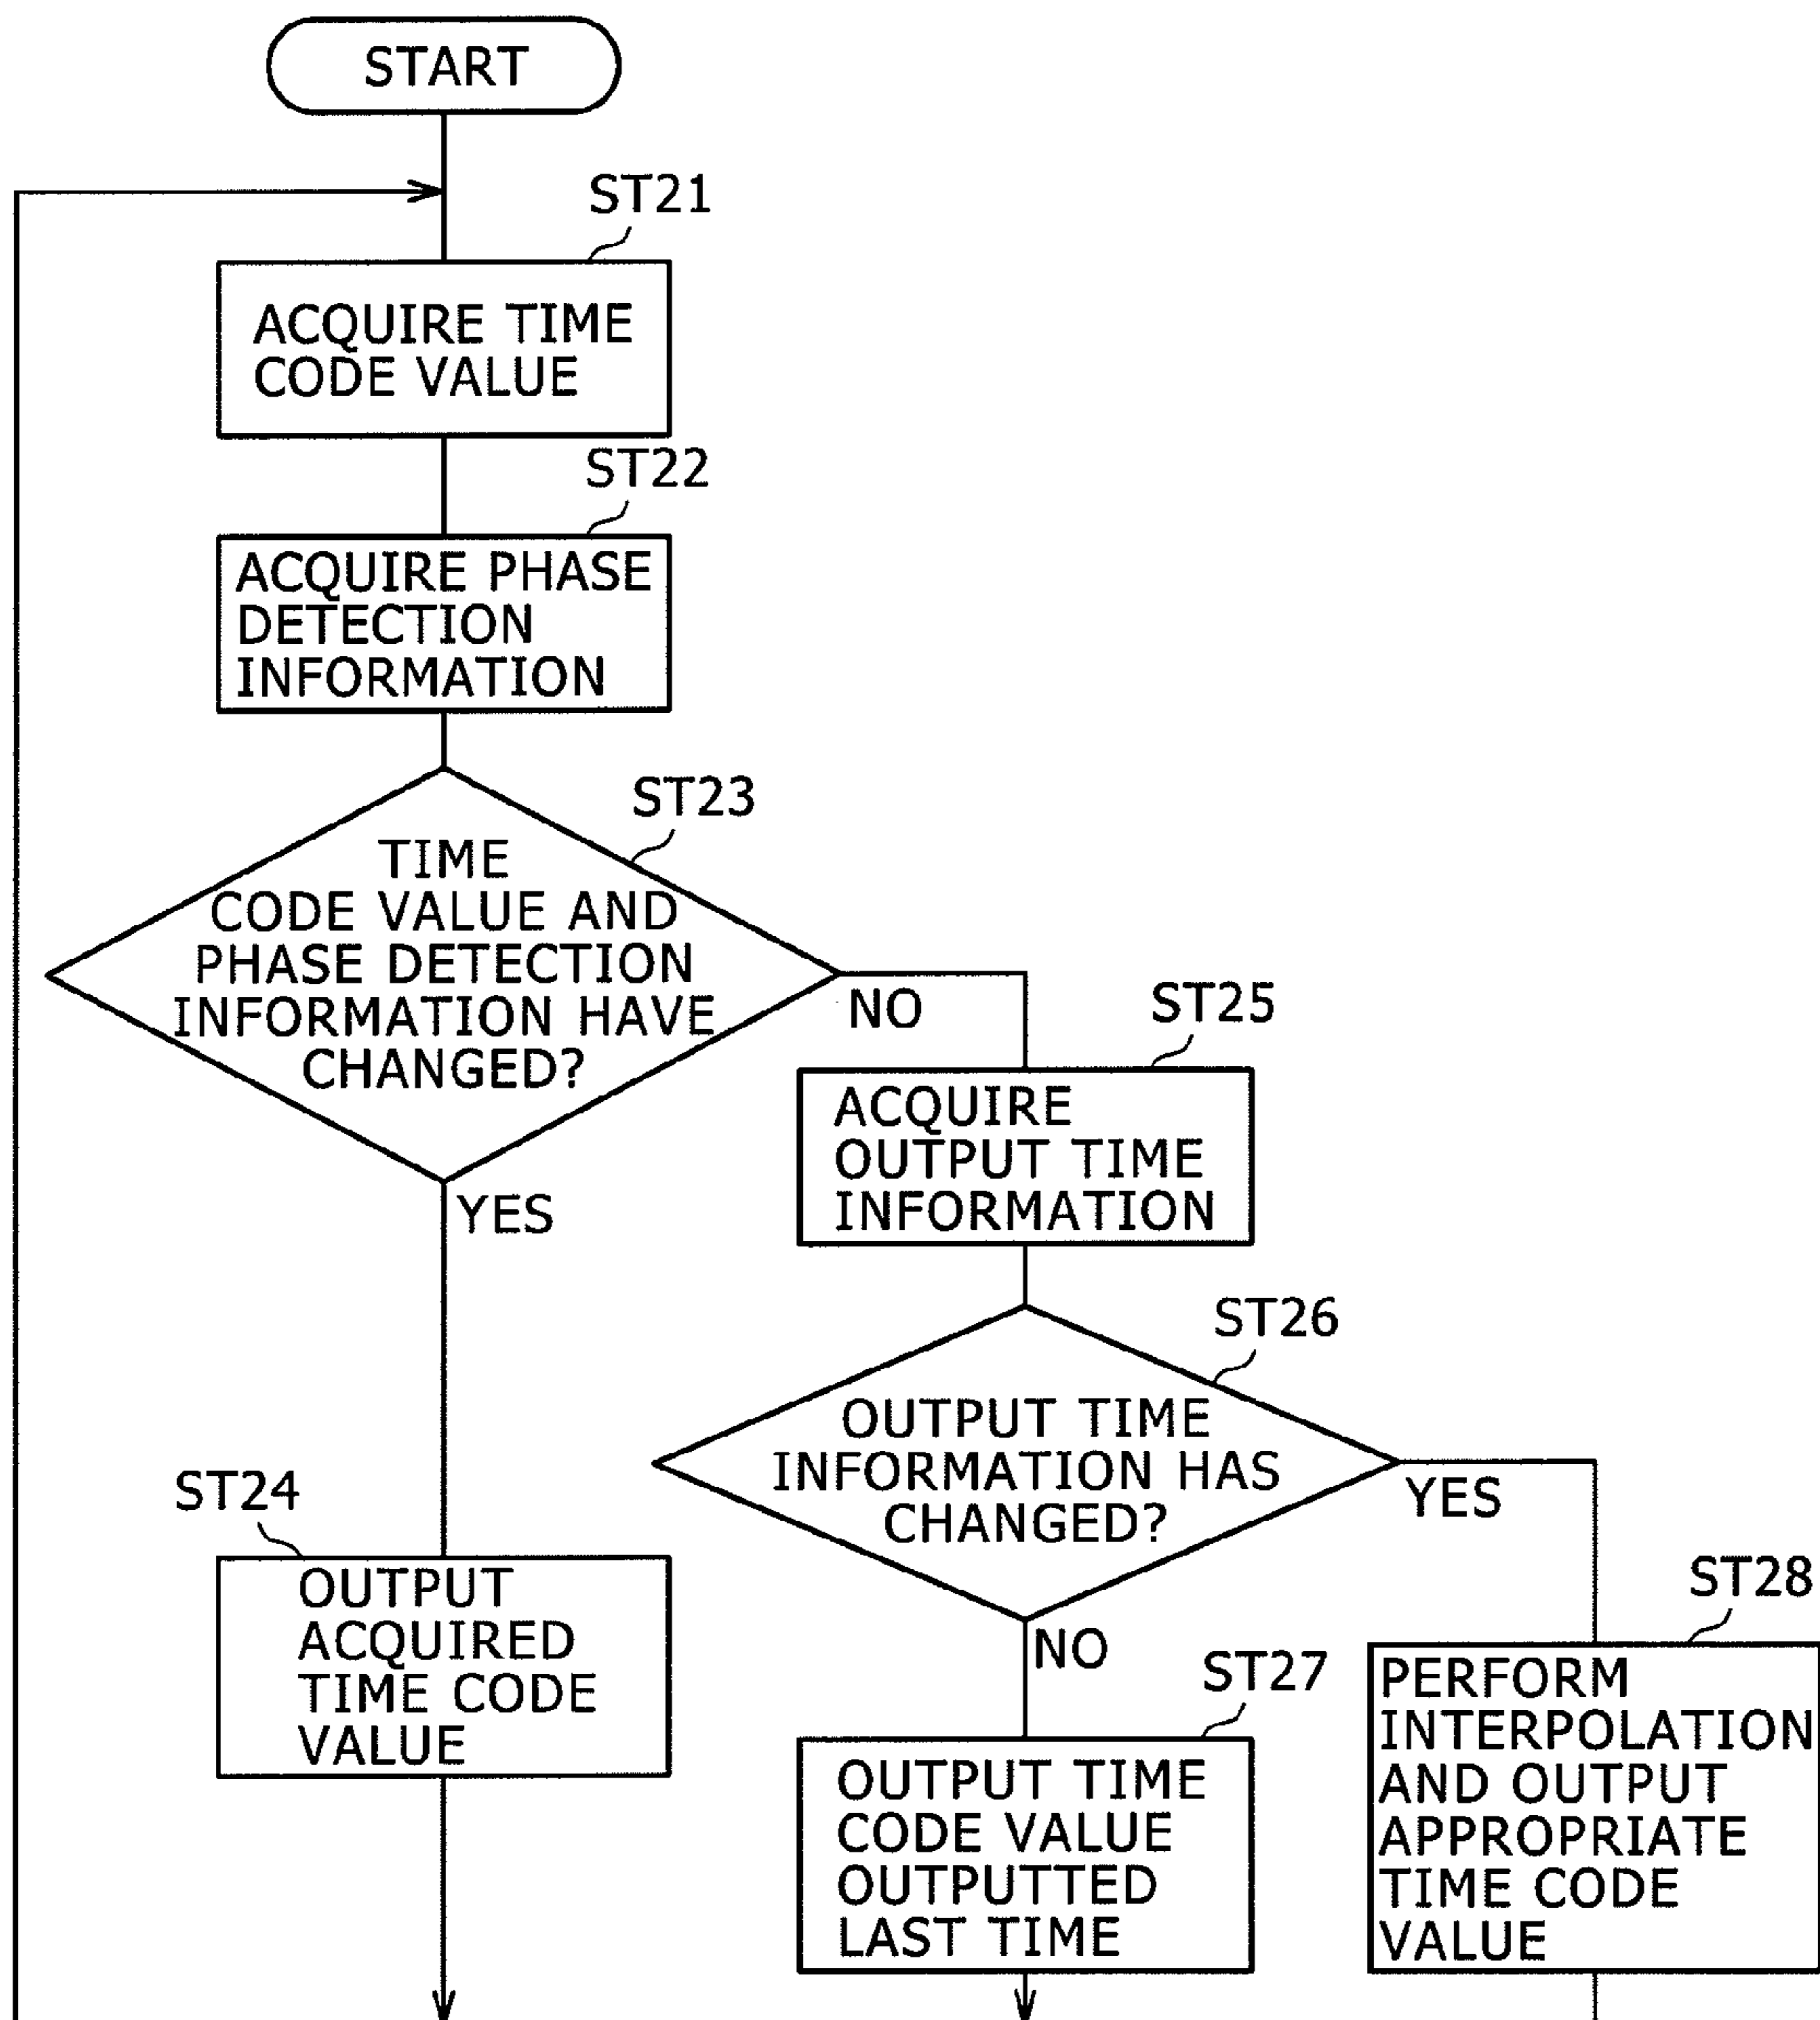 START
ST21
ACQUIRE TIME
CODE VALUE
ST22
ACQUIRE PHASE
DETECTION
INFORMATION
ST23
TIME
CODE VALUE AND
PHASE DETECTION
INFORMATION HAVE
CHANGED?
NO
YES
ST25
ACQUIRE
OUTPUT TIME
INFORMATION
ST26
OUTPUT TIME
INFORMATION HAS
CHANGED?
YES
NO
ST24
OUTPUT
ACQUIRED
TIME CODE
VALUE
ST27
OUTPUT TIME
CODE VALUE
OUTPUTTED
LAST TIME
ST28
PERFORM
INTERPOLATION
AND OUTPUT
APPROPRIATE
TIME CODE
VALUE